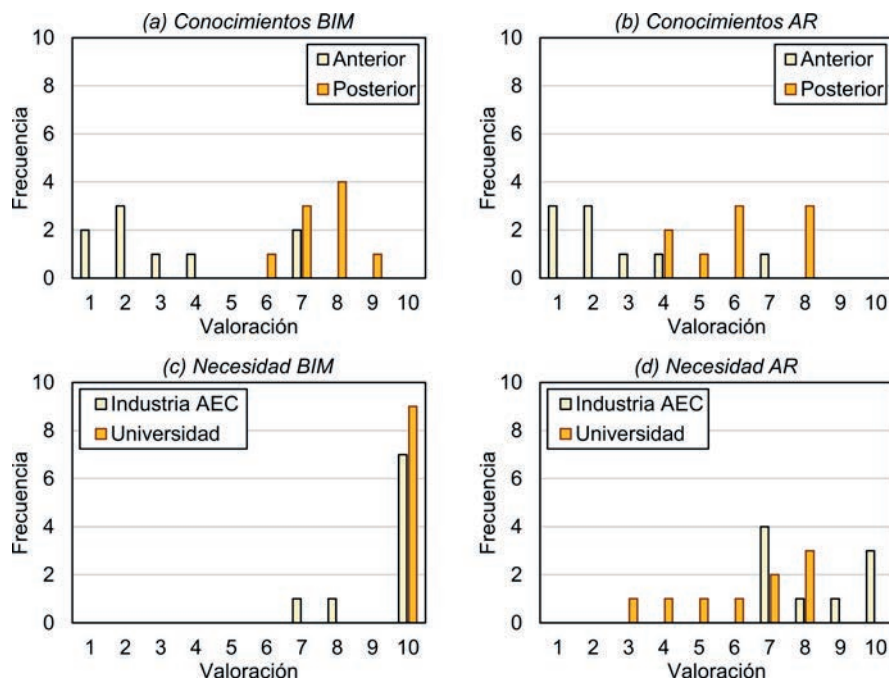 (a) Conocimientos BIM
10
8
6
4
2
0
Frecuencia
Anterior
Posterior
1 2 3 4 5 6 7 8 9 10
Valoración
(b) Conocimientos AR
10
8
6
4
2
0
Frecuencia
Anterior
Posterior
1 2 3 4 5 6 7 8 9 10
Valoración
(c) Necesidad BIM
10
8
6
4
2
0
Frecuencia
Industria AEC
Universidad
1 2 3 4 5 6 7 8 9 10
Valoración
(d) Necesidad AR
10
8
6
4
2
0
Frecuencia
Industria AEC
Universidad
1 2 3 4 5 6 7 8 9 10
Valoración